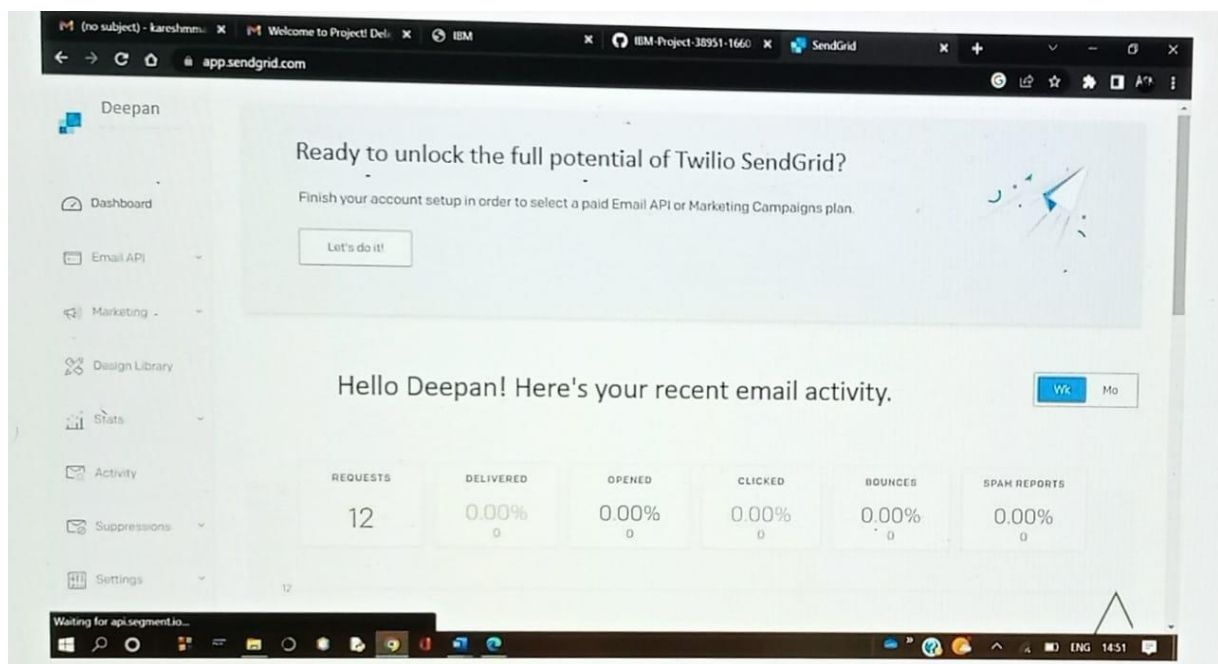 (no subject) - kareshmm
Welcome to Project! Del
IBM
IBM-Project-38951-1660
SendGrid
app.sendgrid.com
Deepan
Ready to unlock the full potential of Twilio SendGrid?
Finish your account setup in order to select a paid Email API or Marketing Campaigns plan.
Let's do it!
Dashboard
Email API
Marketing
Design Library
Stats
Activity
Suppressions
Settings
Hello Deepan! Here's your recent email activity.
Wk Mo
REQUESTS DELIVERED OPENED CLICKED BOUNCES SPAM REPORTS
12 0.00% 0.00% 0.00% 0.00% 0.00%
0 0 0 0 0
12
Waiting for api.segment.io...
ENG 14:51